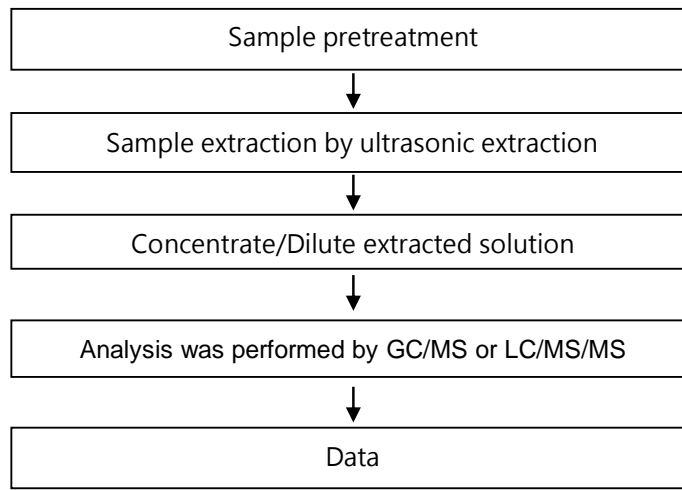 Sample pretreatment
Sample extraction by ultrasonic extraction
Concentrate/Dilute extracted solution
Analysis was performed by GC/MS or LC/MS/MS
Data